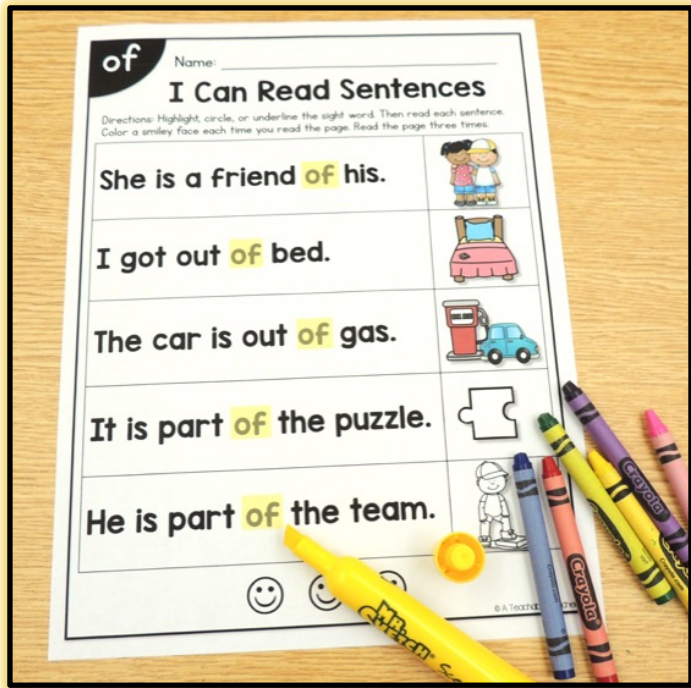 of
Name:
I Can Read Sentences
Directions: Highlight, circle, or underline the sight word. Then read each sentence.
Color a smiley face each time you read the page. Read the page three times.
She is a friend of his.
I got out of bed.
The car is out of gas.
It is part of the puzzle.
He is part of the team.
© A
MR. SKETCH
Crayola
Crayola